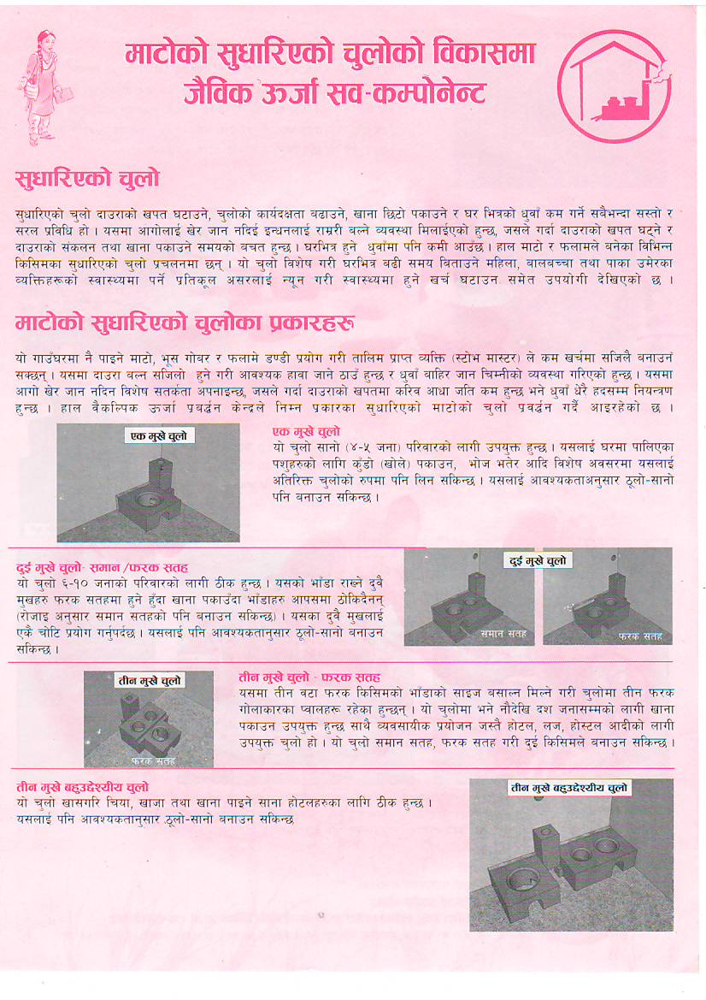 माटोको सुधारिएको चुलोको विकासमा
जैविक ऊर्जा सव-कम्पोनेन्ट
सुधारिएको चुलो
सुधारिएको चुलो दाउराको खपत घटाउने, चुलोको कार्यदक्षता बढाउने, खाना छिटो पकाउने र घर भित्रको धुवाँ कम गर्ने सबैभन्दा सस्तो र
सरल प्रविधि हो । यसमा आगोलाई खेर जान नदिई इन्धनलाई राम्ररी बल्ने व्यवस्था मिलाईएको हुन्छ, जसले गर्दा दाउराको खपत घट्ने र
दाउराको संकलन तथा खाना पकाउने समयको बचत हुन्छ । घरभित्र हुने धुवाँमा पनि कमी आउँछ । हाल माटो र फलामले बनेका विभिन्न
किसिमका सुधारिएको चुलो प्रचलनमा छन् । यो चुलो विशेष गरी घरभित्र बढी समय बिताउने महिला, बालबच्चा तथा पाका उमेरका
व्यक्तिहरूको स्वास्थ्यमा पर्ने प्रतिकूल असरलाई न्यून गरी स्वास्थ्यमा हुने खर्च घटाउन समेत उपयोगी देखिएको छ ।
माटोको सुधारिएको चुलोका प्रकारहरु
यो गाउँघरमा नै पाइने माटो, भूस गोबर र फलामे डण्डी प्रयोग गरी तालिम प्राप्त व्यक्ति (स्टोभ मास्टर) ले कम खर्चमा सजिलै बनाउन
सक्छन् । यसमा दाउरा बल्न सजिलो हुने गरी आवश्यक हावा जाने ठाउँ हुन्छ र धुवाँ बाहिर जान चिम्नीको व्यवस्था गरिएको हुन्छ । यसमा
आगो खेर जान नदिन विशेष सतर्कता अपनाइन्छ, जसले गर्दा दाउराको खपतमा करिव आधा जति कम हुन्छ भने धुवाँ धेरै हदसम्म नियन्त्रण
हुन्छ । हाल वैकल्पिक ऊर्जा प्रवर्द्धन केन्द्रले निम्न प्रकारका सुधारिएको माटोको चुलो प्रवर्द्धन गर्दै आइरहेको छ ।
एक मुखे चुलो
एक मुखे चुलो
यो चुलो सानो (४-५ जना) परिवारको लागी उपयुक्त हुन्छ । यसलाई घरमा पालिएका
पशुहरुको लागि कुँडो (खोले) पकाउन, भोज भतेर आदि विशेष अवसरमा यसलाई
अतिरिक्त चुलोको रुपमा पनि लिन सकिन्छ । यसलाई आवश्यकताअनुसार ठूलो-सानो
पनि बनाउन सकिन्छ ।
दुई मुखे चुलो- समान /फरक सतह
यो चुलो ६-१० जनाको परिवारको लागी ठीक हुन्छ । यसको भाँडा राख्ने दुवै
मुखहरु फरक सतहमा हुने हुँदा खाना पकाउँदा भाँडाहरु आपसमा ठोकिदैनन्
(रोजाइ अनुसार समान सतहको पनि बनाउन सकिन्छ) । यसका दुवै मुखलाई
एकै चोटि प्रयोग गर्नुपर्दछ । यसलाई पनि आवश्यकतानुसार ठूलो-सानो बनाउन
सकिन्छ ।
दुई मुखे चुलो
समान सतह
फरक सतह
तीन मुखे चुलो
फरक सतह
तीन मुखे चुलो - फरक सतह
यसमा तीन वटा फरक किसिमको भाँडाको साइज बसाल्न मिल्ने गरी चुलोमा तीन फरक
गोलाकारका प्वालहरू रहेका हुन्छन् । यो चुलोमा भने नौदेखि दश जनासम्मको लागी खाना
पकाउन उपयुक्त हुन्छ साथै व्यवसायीक प्रयोजन जस्तै होटल, लज, होस्टल आदीको लागी
उपयुक्त चुलो हो । यो चुलो समान सतह, फरक सतह गरी दुई किसिमले बनाउन सकिन्छ ।
तीन मुखे बहुउद्देश्यीय चुलो
यो चुलो खासगरि चिया, खाजा तथा खाना पाइने साना होटलहरुका लागि ठीक हुन्छ ।
यसलाई पनि आवश्यकतानुसार ठूलो-सानो बनाउन सकिन्छ
तीन मुखे बहुउद्देश्यीय चुलो